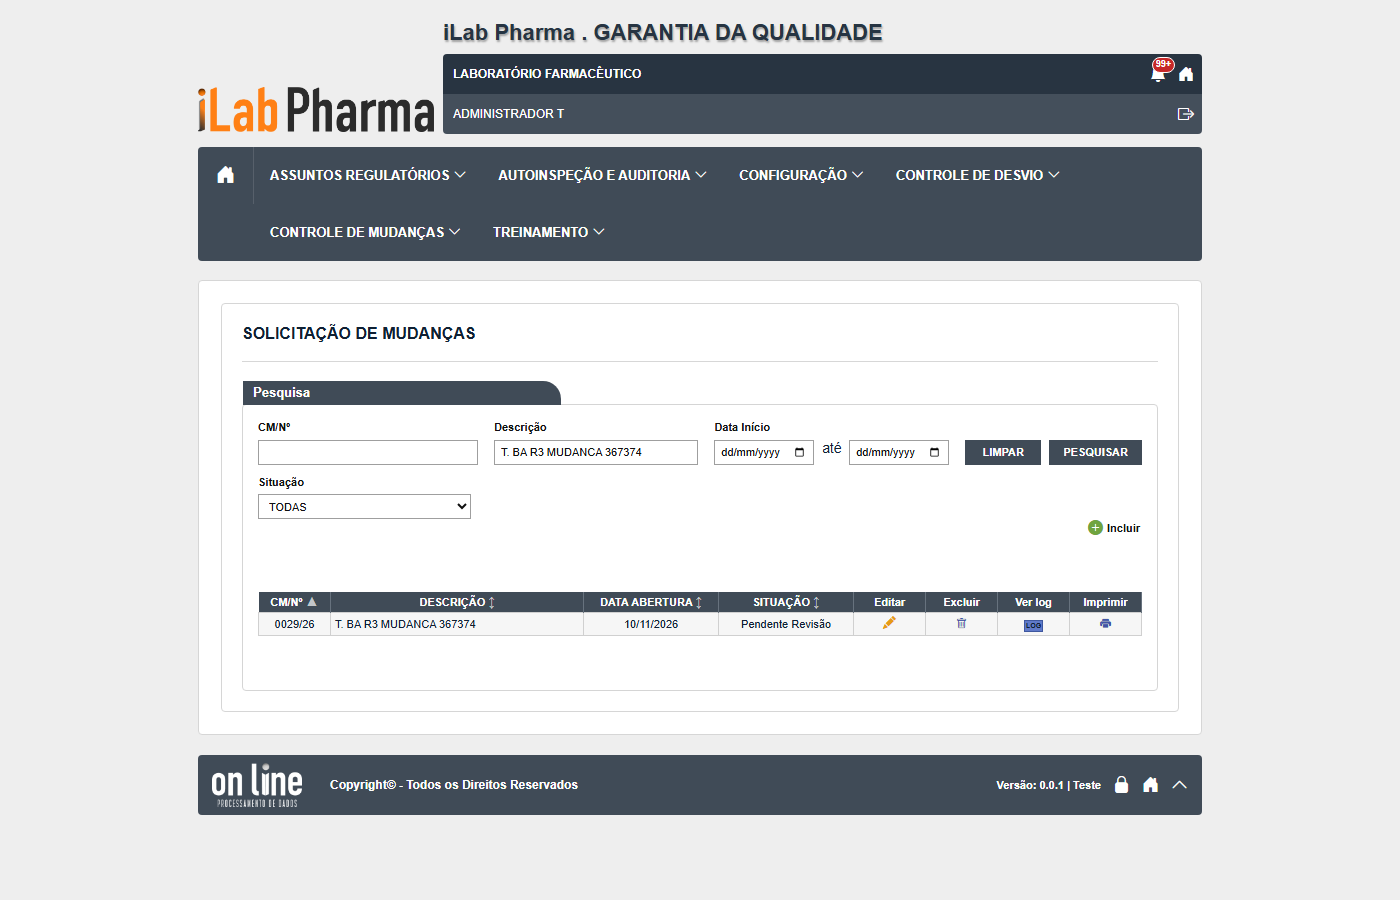 iLab Pharma . GARANTIA DA QUALIDADE
LABORATÓRIO FARMACÊUTICO
99+
iLab Pharma
ADMINISTRADOR T
ASSUNTOS REGULATÓRIOS
AUTOINSPEÇÃO E AUDITORIA
CONFIGURAÇÃO
CONTROLE DE DESVIO
CONTROLE DE MUDANÇAS
TREINAMENTO
SOLICITAÇÃO DE MUDANÇAS
Pesquisa
CM/Nº
Descrição
Data Início
T. BA R3 MUDANCA 367374
dd/mm/yyyy
até
dd/mm/yyyy
LIMPAR
PESQUISAR
Situação
TODAS
Incluir
CM/Nº DESCRIÇÃO DATA ABERTURA SITUAÇÃO Editar Excluir Ver log Imprimir
0029/26 T. BA R3 MUDANCA 367374 10/11/2026 Pendente Revisão LOG
on line
PROCESSAMENTO DE DADOS
Copyright© - Todos os Direitos Reservados
Versão: 0.0.1 | Teste